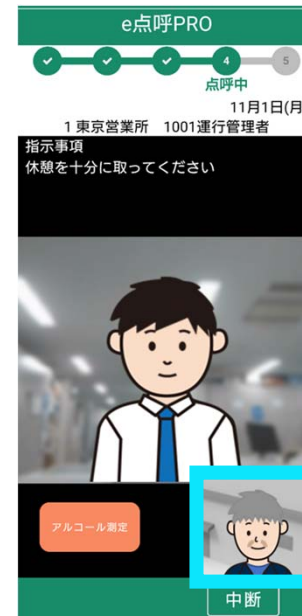 e点呼PRO
4 5
点呼中
11月1日(月
1 東京営業所 1001運行管理者
指示事項
休憩を十分に取ってください
アルコール測定
中断